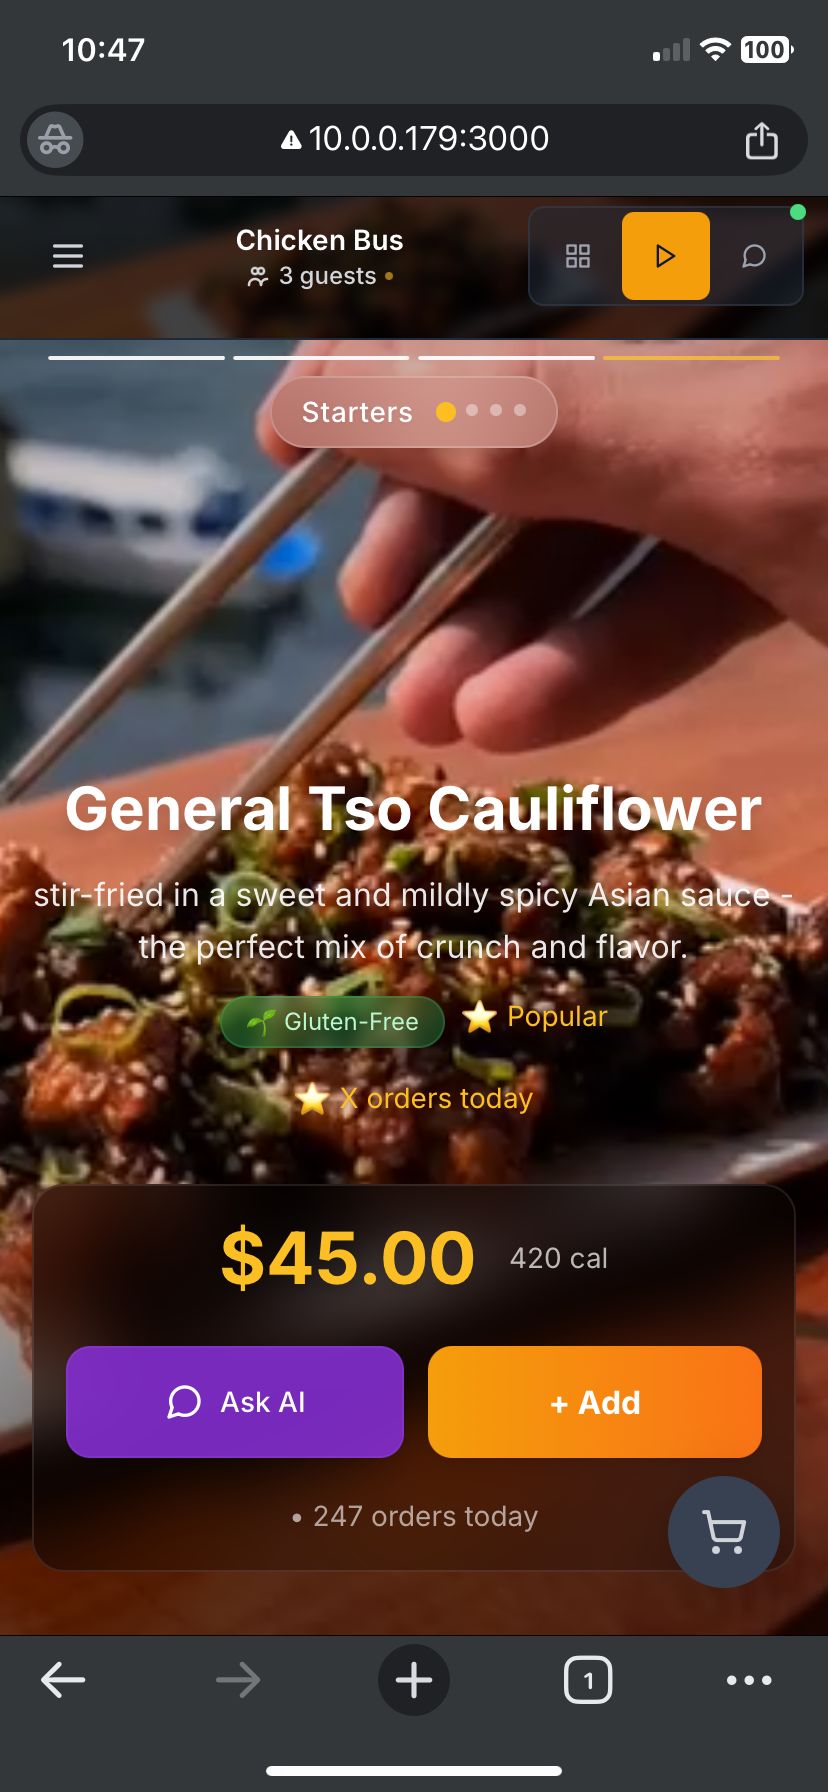 10:47
100
10.0.0.179:3000
Chicken Bus
3 guests •
Starters
General Tso Cauliflower
stir-fried in a sweet and mildly spicy Asian sauce -
the perfect mix of crunch and flavor.
🌱 Gluten-Free ⭐ Popular
⭐ X orders today
$45.00 420 cal
Ask AI
+ Add
• 247 orders today
1